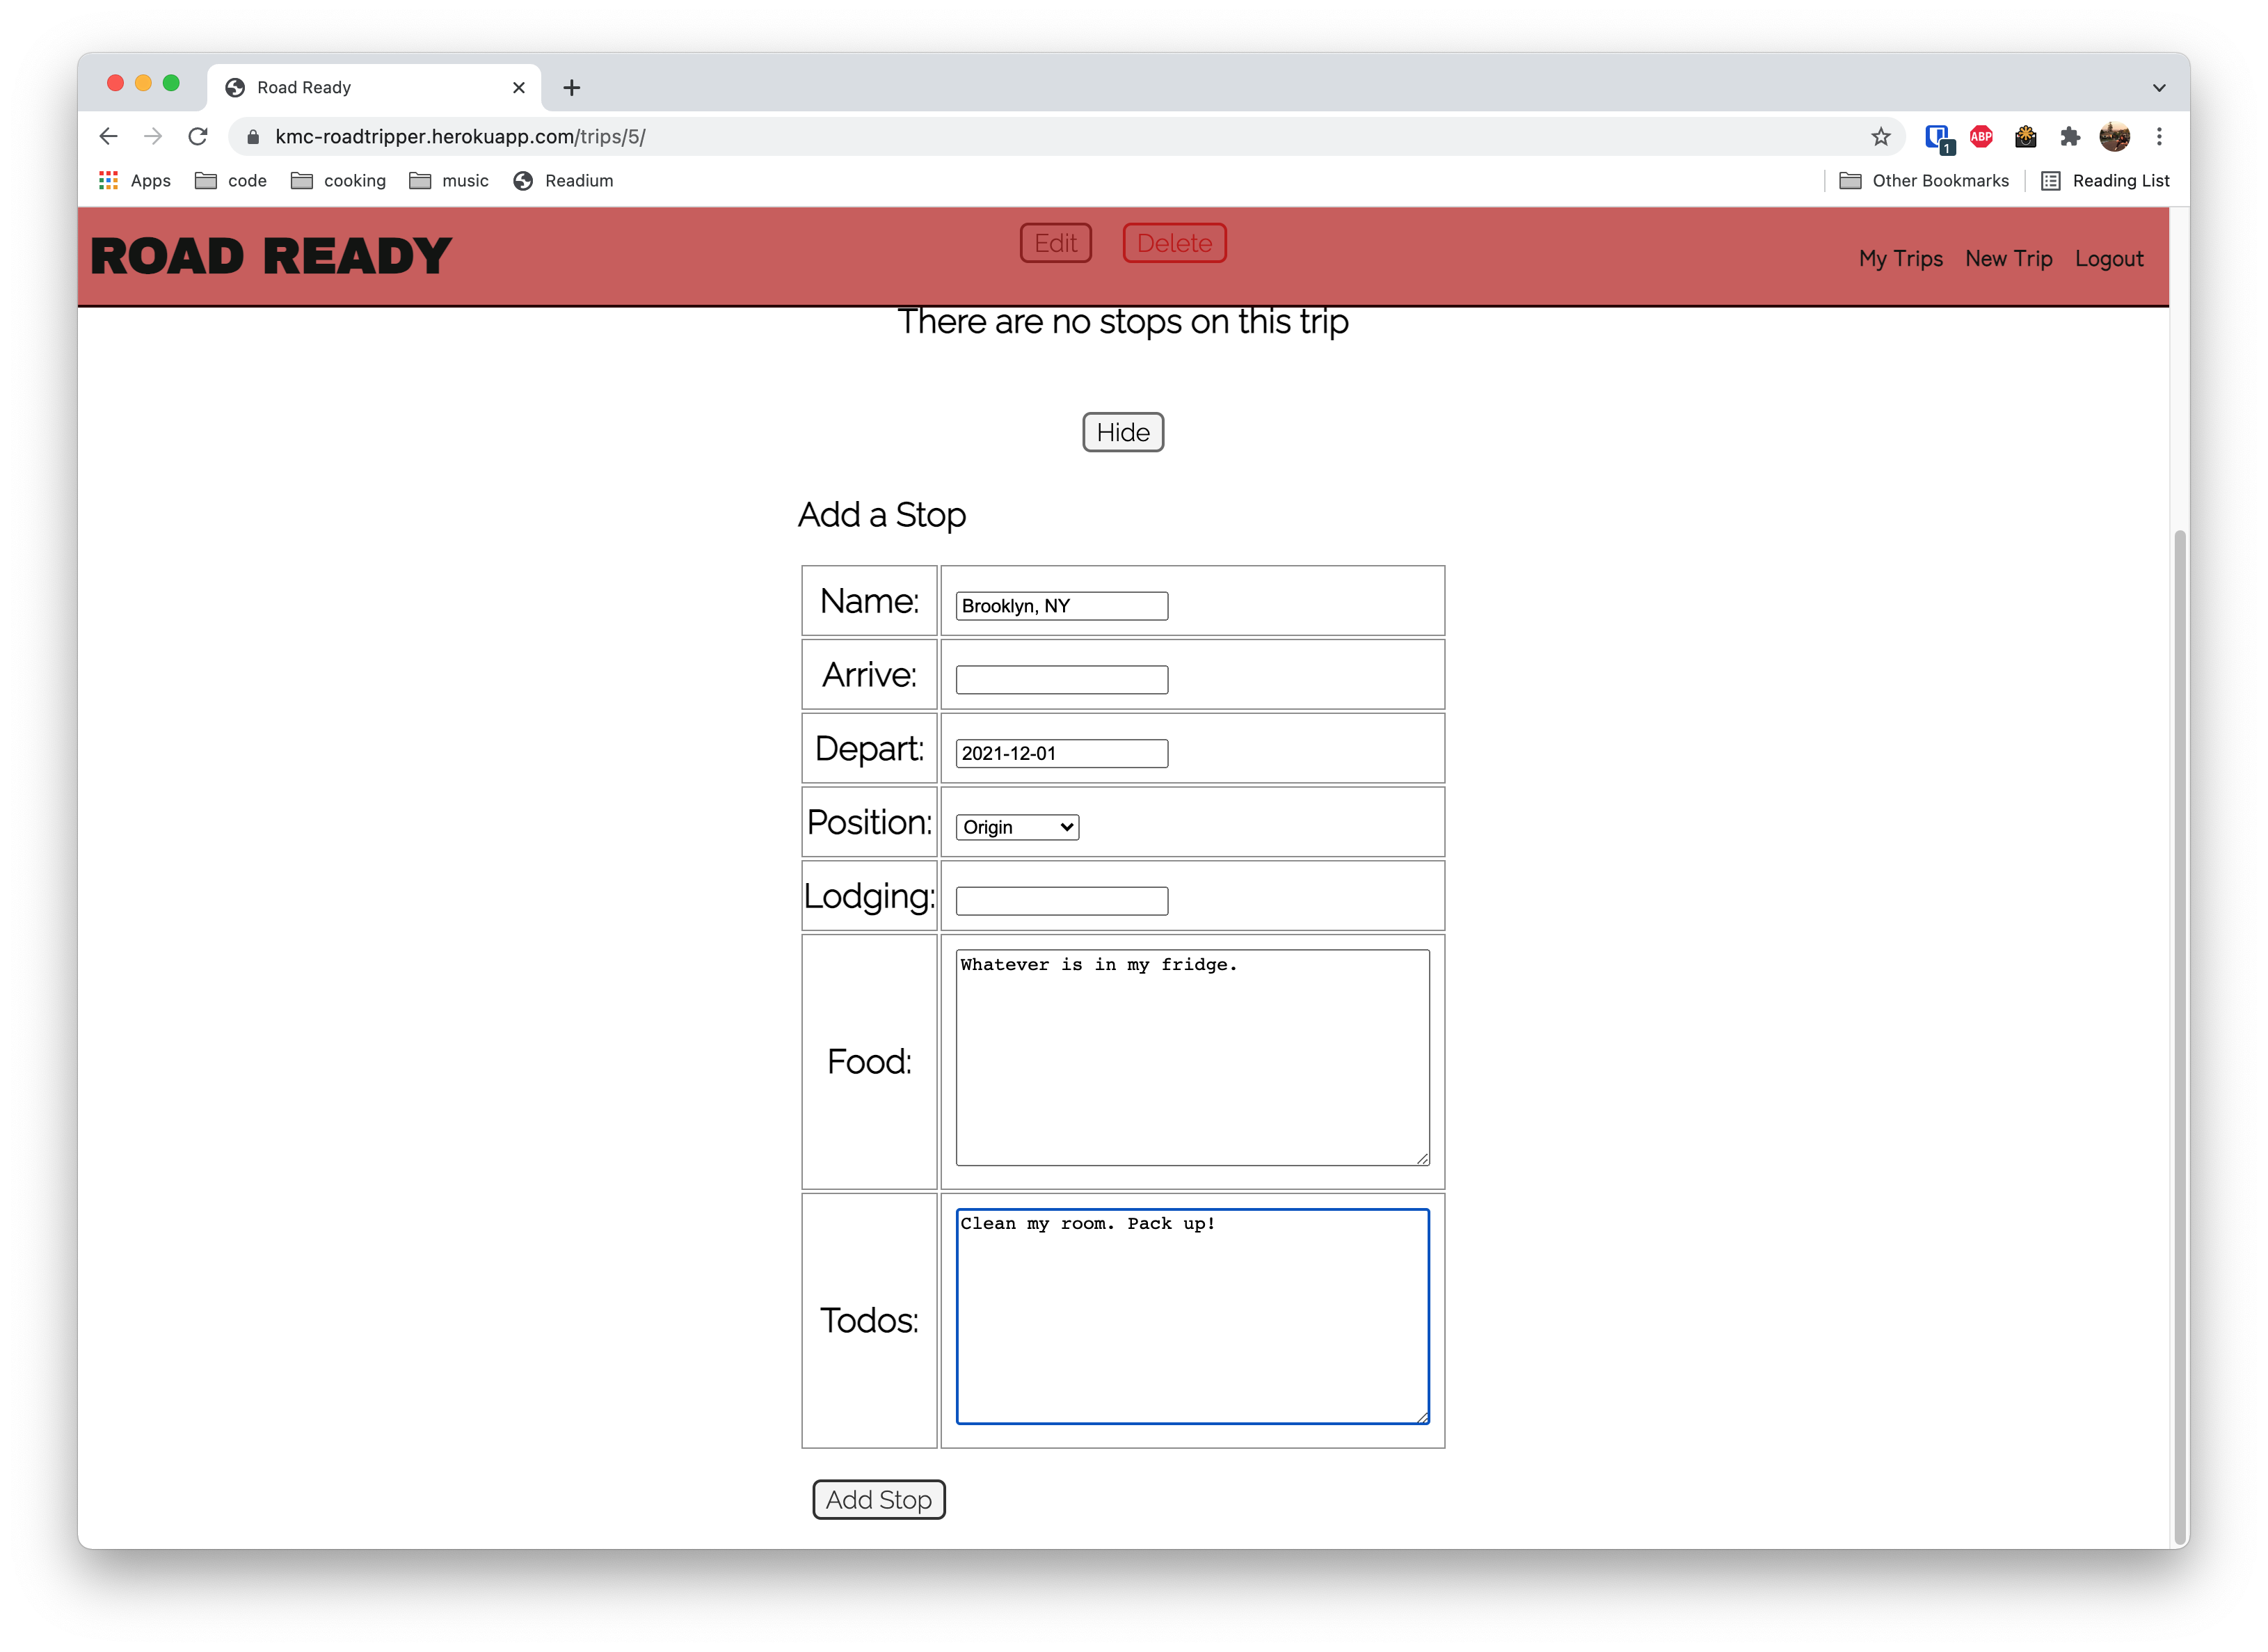 Road Ready
kmc-roadtripper.herokuapp.com/trips/5/
1
ABP
Apps
code
cooking
music
Readium
Other Bookmarks
Reading List
ROAD READY
Edit
Delete
My Trips
New Trip
Logout
There are no stops on this trip
Hide
Add a Stop
Name: Brooklyn, NY
Arrive:
Depart: 2021-12-01
Position: Origin
Lodging:
Food: Whatever is in my fridge.
Todos: Clean my room. Pack up!
Add Stop